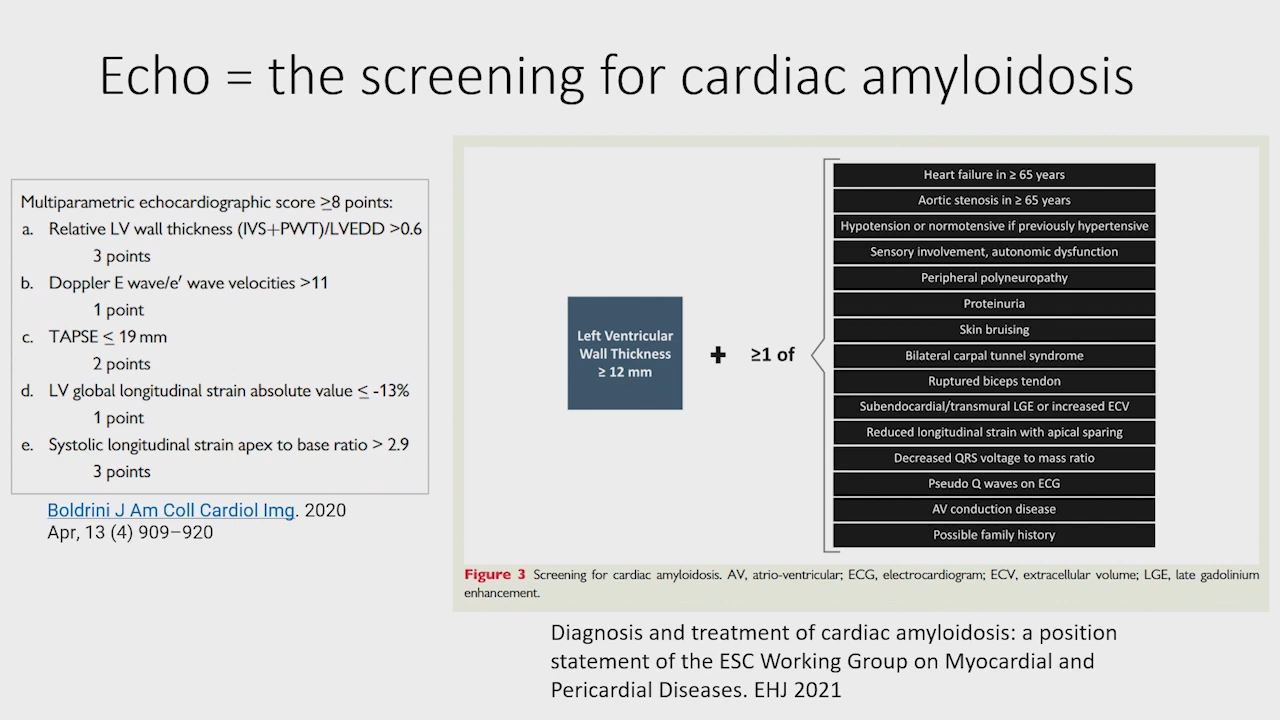 Echo = the screening for cardiac amyloidosis
Multiparametric echocardiographic score ≥8 points:
a. Relative LV wall thickness (IVS+PWT)/LVEDD >0.6
3 points
b. Doppler E wave/e′ wave velocities >11
1 point
c. TAPSE ≤ 19 mm
2 points
d. LV global longitudinal strain absolute value ≤ -13%
1 point
e. Systolic longitudinal strain apex to base ratio > 2.9
3 points
Boldrini J Am Coll Cardiol Img. 2020
Apr, 13 (4) 909–920
Left Ventricular
Wall Thickness
≥ 12 mm
+
≥1 of
Heart failure in ≥ 65 years
Aortic stenosis in ≥ 65 years
Hypotension or normotensive if previously hypertensive
Sensory involvement, autonomic dysfunction
Peripheral polyneuropathy
Proteinuria
Skin bruising
Bilateral carpal tunnel syndrome
Ruptured biceps tendon
Subendocardial/transmural LGE or increased ECV
Reduced longitudinal strain with apical sparing
Decreased QRS voltage to mass ratio
Pseudo Q waves on ECG
AV conduction disease
Possible family history
Figure 3 Screening for cardiac amyloidosis. AV, atrio-ventricular; ECG, electrocardiogram; ECV, extracellular volume; LGE, late gadolinium
enhancement.
Diagnosis and treatment of cardiac amyloidosis: a position
statement of the ESC Working Group on Myocardial and
Pericardial Diseases. EHJ 2021